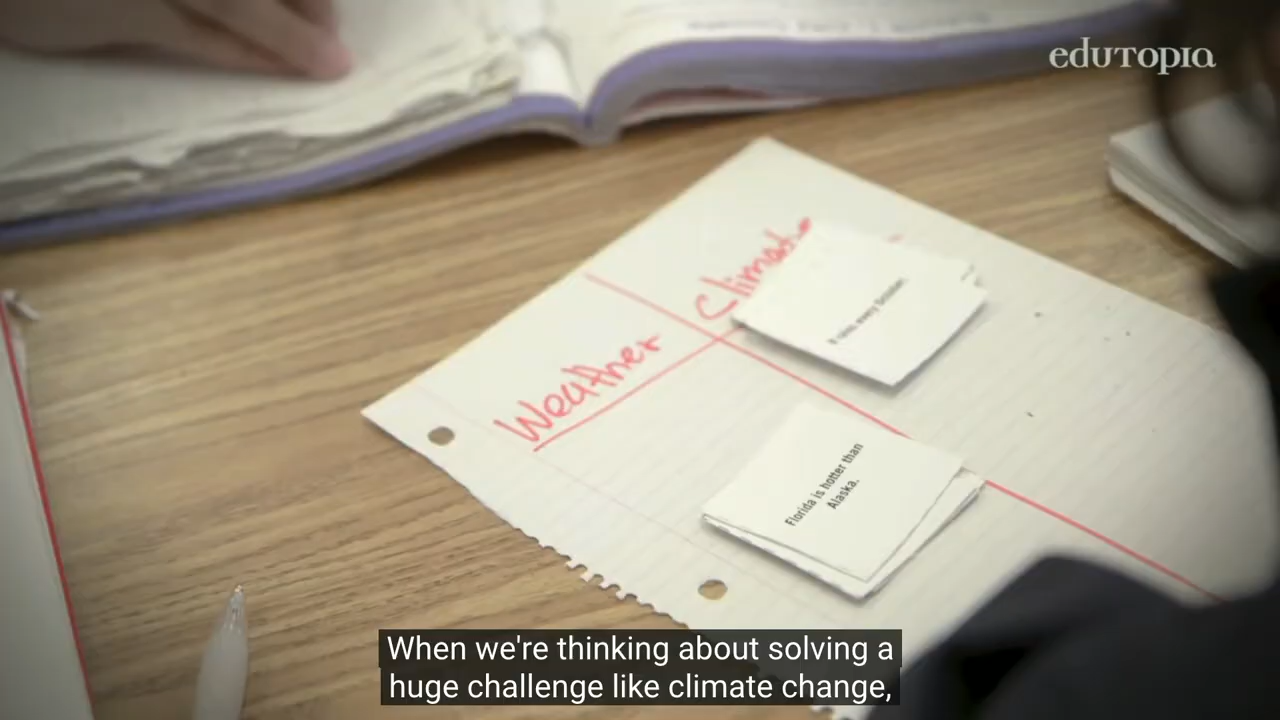 edutopia
Weather
Climate
It rains every October.
Florida is hotter than
Alaska.
When we're thinking about solving a
huge challenge like climate change,